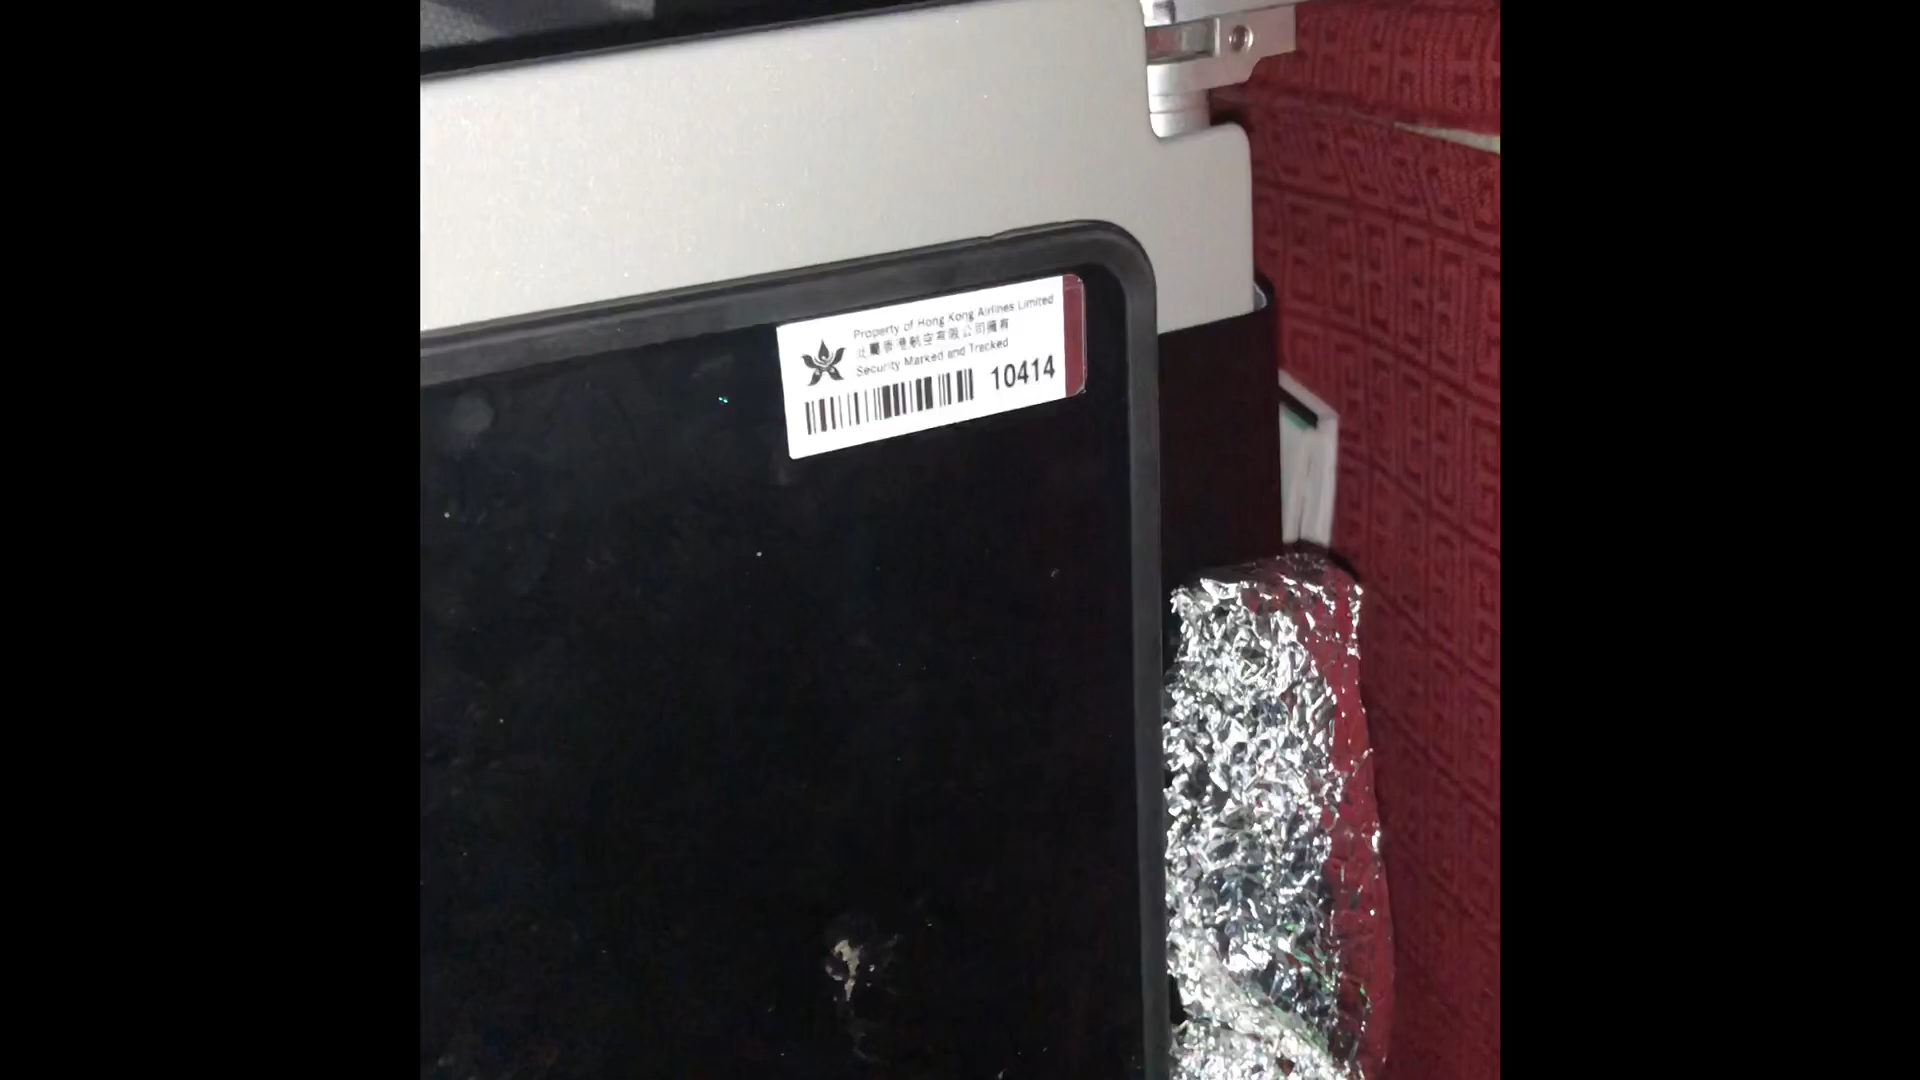 Property of Hong Kong Airlines Limited
此屬香港航空有限公司擁有
Security Marked and Tracked
10414